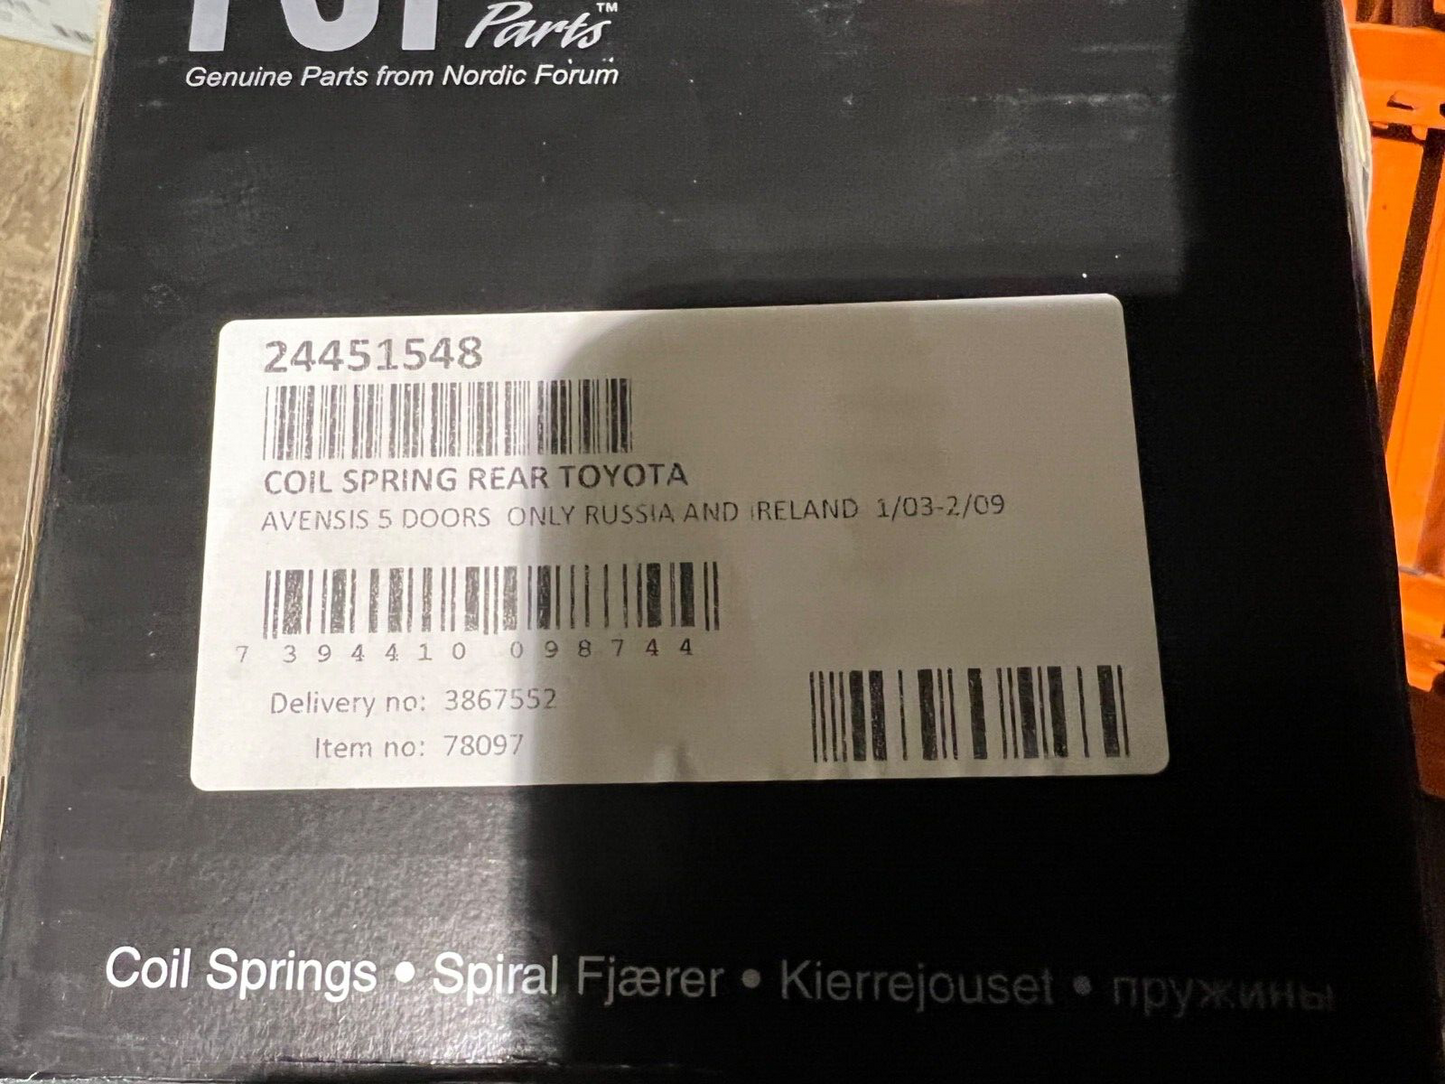 Parts™
Genuine Parts from Nordic Forum
24451548
COIL SPRING REAR TOYOTA
AVENSIS 5 DOORS ONLY RUSSIA AND IRELAND 1/03-2/09
7 394410 098744
Delivery no: 3867552
Item no: 78097
Coil Springs • Spiral Fjærer • Kierrejouset • пружины